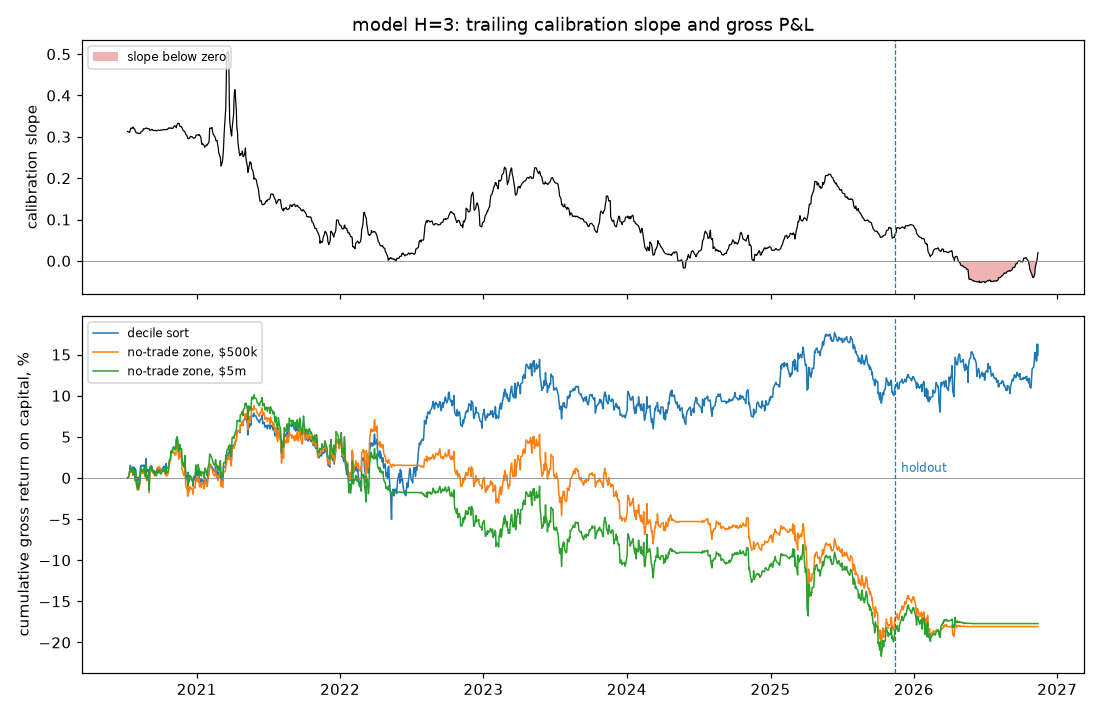 model H=3: trailing calibration slope and gross P&L
slope below zero
calibration slope
0.5
0.4
0.3
0.2
0.1
0.0
decile sort
no-trade zone, $500k
no-trade zone, $5m
cumulative gross return on capital, %
15
10
5
0
−5
−10
−15
−20
holdout
2021 2022 2023 2024 2025 2026 2027